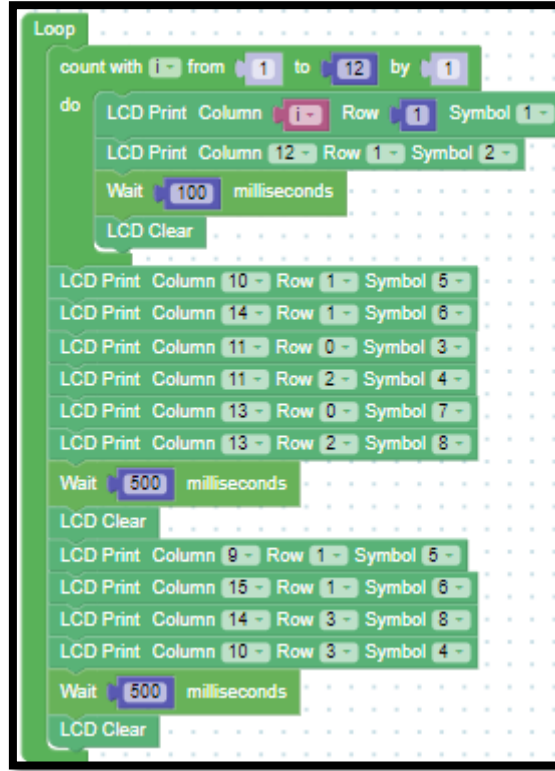 Loop
count with i from 1 to 12 by 1
do LCD Print Column i Row 1 Symbol 1
LCD Print Column 12 Row 1 Symbol 2
Wait 100 milliseconds
LCD Clear
LCD Print Column 10 Row 1 Symbol 5
LCD Print Column 14 Row 1 Symbol 6
LCD Print Column 11 Row 0 Symbol 3
LCD Print Column 11 Row 2 Symbol 4
LCD Print Column 13 Row 0 Symbol 7
LCD Print Column 13 Row 2 Symbol 8
Wait 500 milliseconds
LCD Clear
LCD Print Column 9 Row 1 Symbol 5
LCD Print Column 15 Row 1 Symbol 6
LCD Print Column 14 Row 3 Symbol 8
LCD Print Column 10 Row 3 Symbol 4
Wait 500 milliseconds
LCD Clear